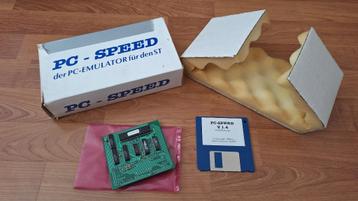 PC - SPEED
der PC-EMULATOR für den ST
PC - SPEED
PC-SPEED
V 1.4